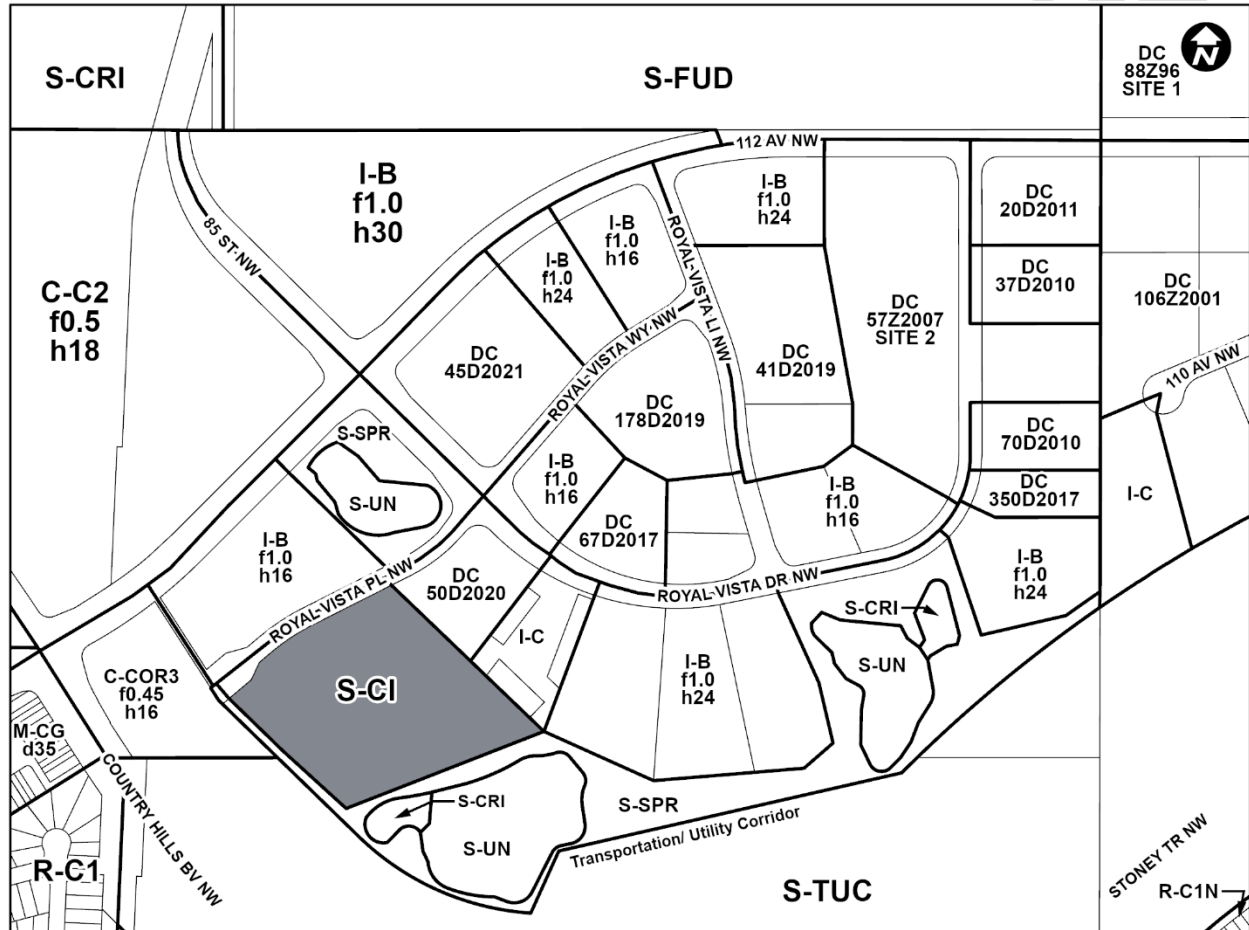 S-CRI
S-FUD
DC
88Z96
SITE 1
N
112 AV NW
I-B
f1.0
h30
85 ST NW
C-C2
f0.5
h18
I-B
f1.0
h24
I-B
f1.0
h16
ROYAL VISTA LI NW
I-B
f1.0
h24
DC
20D2011
DC
37D2010
DC
106Z2001
DC
57Z2007
SITE 2
DC
45D2021
ROYAL VISTA WY NW
DC
41D2019
110 AV NW
DC
178D2019
S-SPR
S-UN
DC
70D2010
I-B
f1.0
h16
I-B
f1.0
h16
DC
350D2017
I-C
DC
67D2017
I-B
f1.0
h16
ROYAL VISTA PL NW
DC
50D2020
ROYAL VISTA DR NW
I-B
f1.0
h24
S-CRI
I-C
S-UN
C-COR3
f0.45
h16
S-CI
I-B
f1.0
h24
M-CG
d35
COUNTRY HILLS BV NW
S-CRI
S-SPR
S-UN
Transportation/ Utility Corridor
R-C1
S-TUC
STONEY TR NW
R-C1N